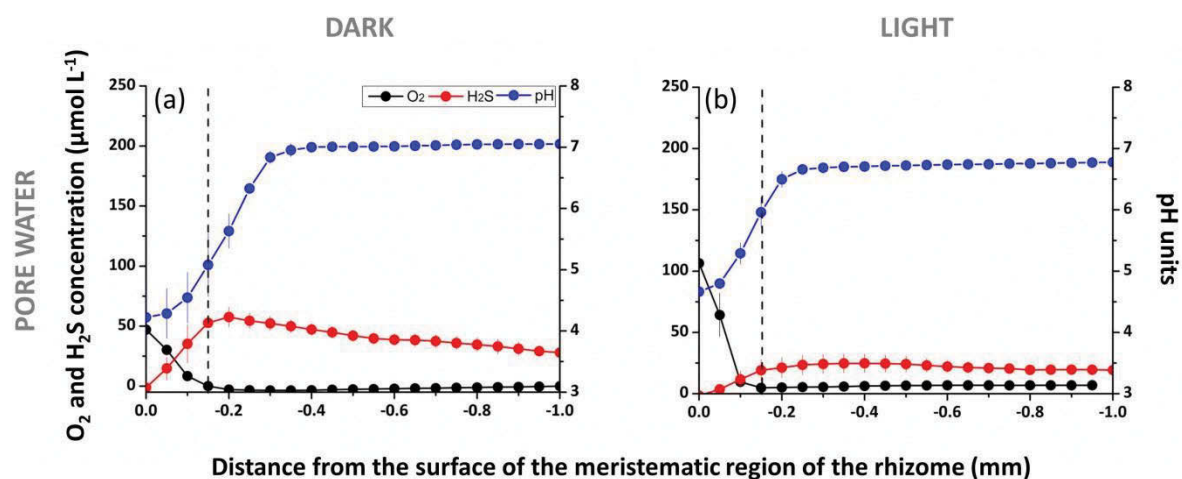 DARK
LIGHT
PORE WATER
O₂ and H₂S concentration (μmol L⁻¹)
250
200
150
100
50
0
(a)
O₂ H₂S pH
8
7
6
5
4
3
0.0 -0.2 -0.4 -0.6 -0.8 -1.0
250
200
150
100
50
0
(b)
8
7
6
5
4
3
pH units
0.0 -0.2 -0.4 -0.6 -0.8 -1.0
Distance from the surface of the meristematic region of the rhizome (mm)